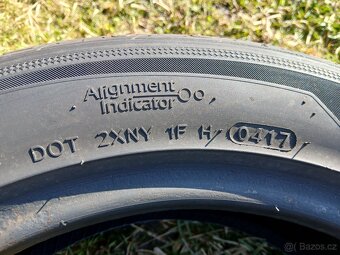 Alignment
Indicator
DOT 2XNY 1F H 0417
Bazos.cz